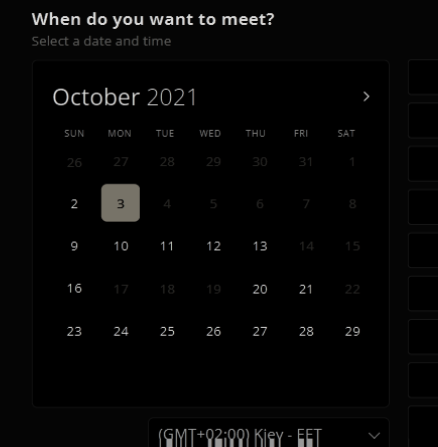 When do you want to meet?
Select a date and time
October 2021
SUN MON TUE WED THU FRI SAT
26 27 28 29 30 31 1
2 3 4 5 6 7 8
9 10 11 12 13 14 15
16 17 18 19 20 21 22
23 24 25 26 27 28 29
(GMT+02:00) Kiev - EET